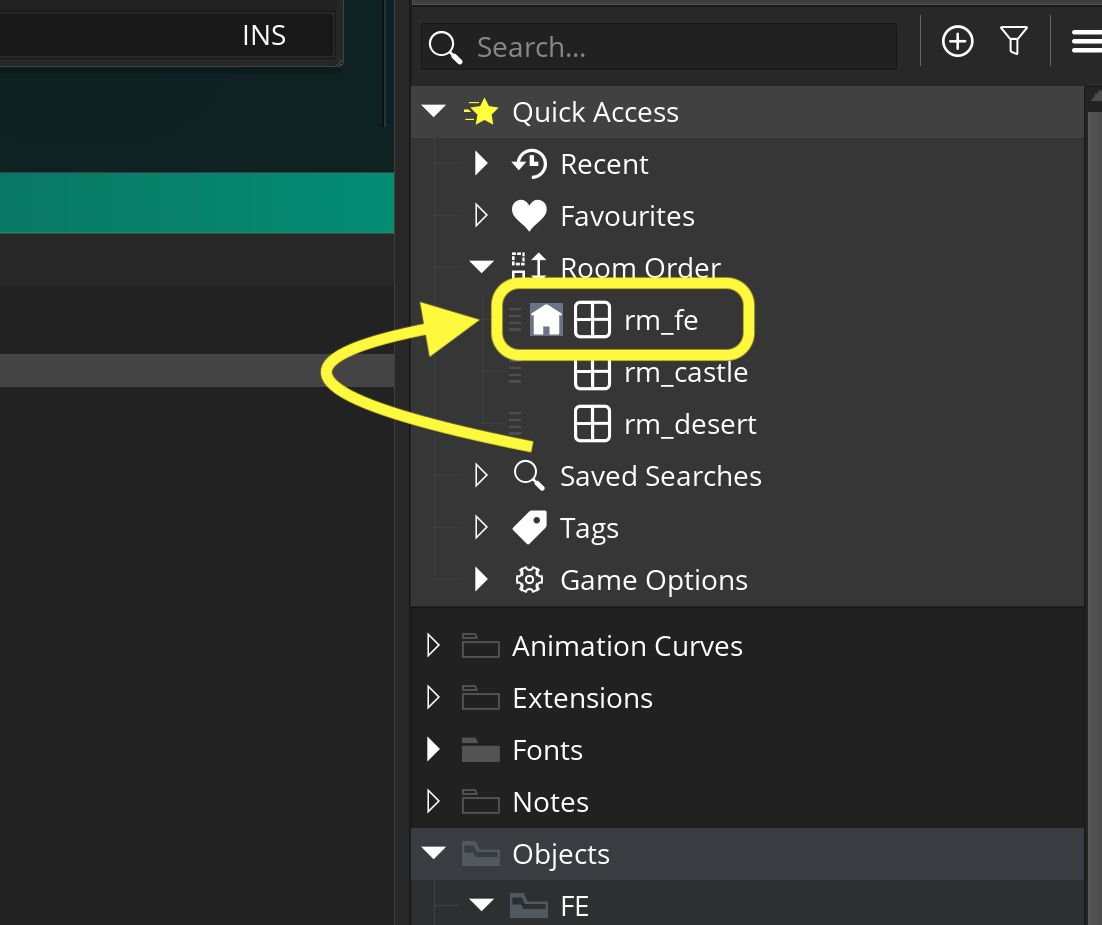 INS
Search...
Quick Access
Recent
Favourites
Room Order
rm_fe
rm_castle
rm_desert
Saved Searches
Tags
Game Options
Animation Curves
Extensions
Fonts
Notes
Objects
FE